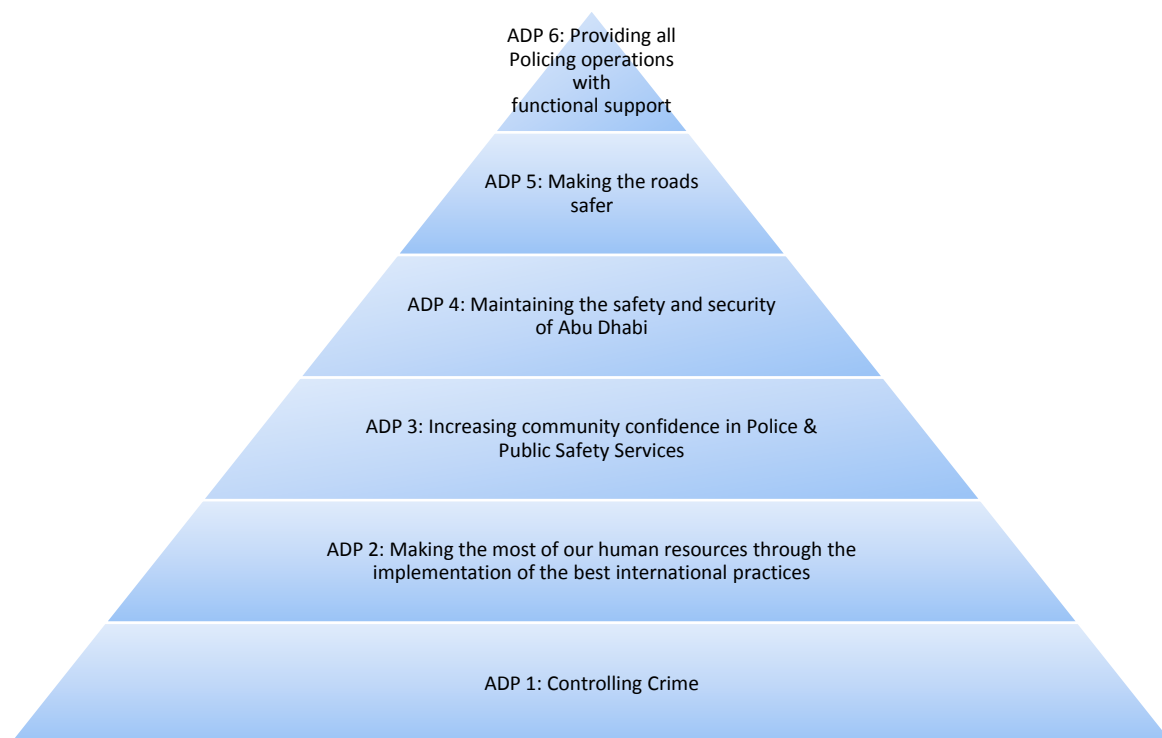 ADP 6: Providing all
Policing operations
with
functional support
ADP 5: Making the roads
safer
ADP 4: Maintaining the safety and security
of Abu Dhabi
ADP 3: Increasing community confidence in Police &
Public Safety Services
ADP 2: Making the most of our human resources through the
implementation of the best international practices
ADP 1: Controlling Crime